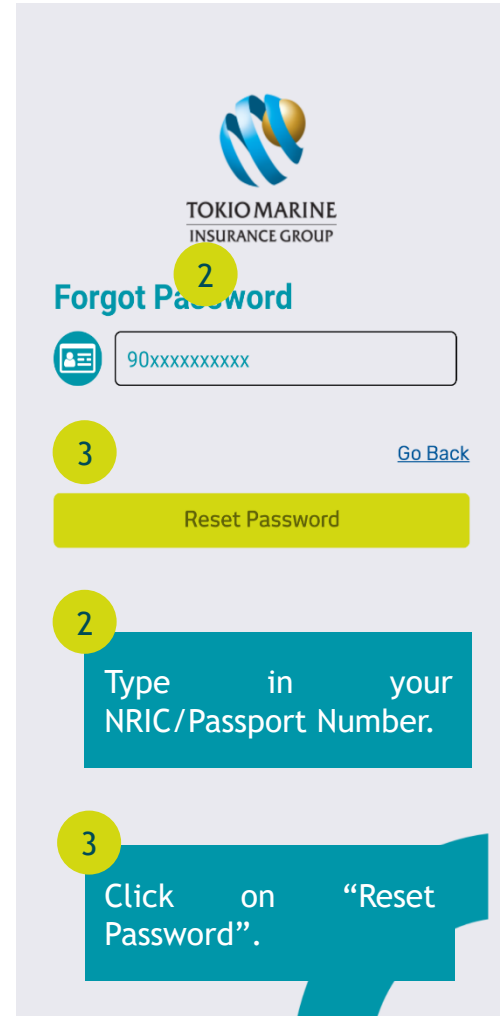 TOKIO MARINE
INSURANCE GROUP
2
Forgot Password
90xxxxxxxxxx
3
Go Back
Reset Password
2
Type in your
NRIC/Passport Number.
3
Click on “Reset
Password”.